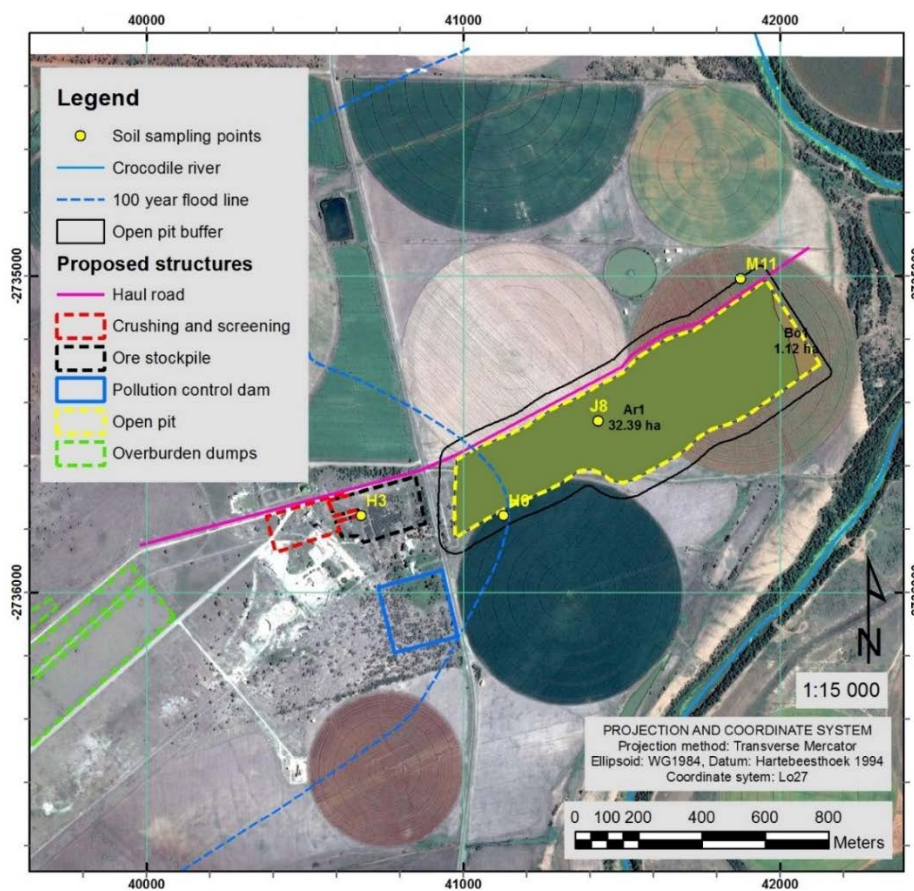 40000 41000 42000
Legend
Soil sampling points
Crocodile river
100 year flood line
Open pit buffer
Proposed structures
Haul road
Crushing and screening
Ore stockpile
Pollution control dam
Open pit
Overburden dumps
-2735000
-2735000
M11
Bo1
1.12 ha
J8
Ar1
32.39 ha
H3
H6
-2736000
-2736000
N
1:15 000
PROJECTION AND COORDINATE SYSTEM
Projection method: Transverse Mercator
Ellipsoid: WG1984, Datum: Hartebeesthoek 1994
Coordinate sytem: Lo27
0 100 200 400 600 800
Meters
40000 41000 42000